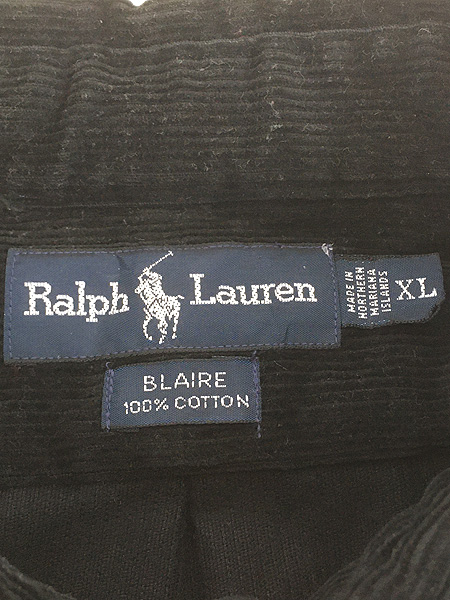 Ralph Lauren
MADE IN
NORTHERN
MARIANA
ISLANDS
XL
BLAIRE
100% COTTON